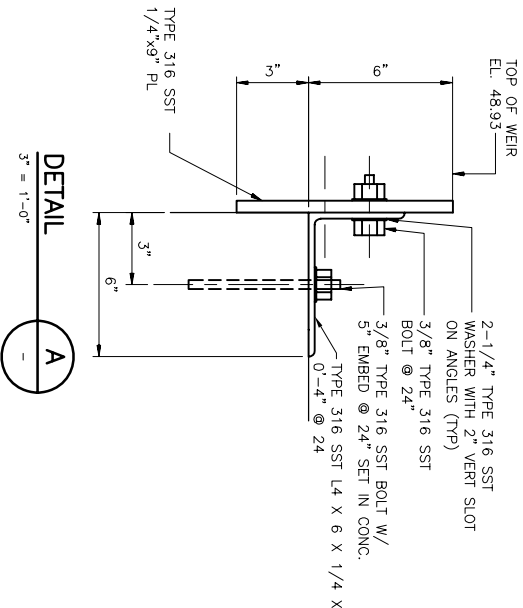 TOP OF WEIR
EL. 48.93
6"
3"
TYPE 316 SST
1/4"x9" PL
2-1/4" TYPE 316 SST
WASHER WITH 2" VERT SLOT
ON ANGLES (TYP)
3/8" TYPE 316 SST
BOLT @ 24"
3/8" TYPE 316 SST BOLT W/
5" EMBED @ 24" SET IN CONC.
TYPE 316 SST L4 X 6 X 1/4 X
0'-4" @ 24
3"
6"
DETAIL
3" = 1'-0"
A
-